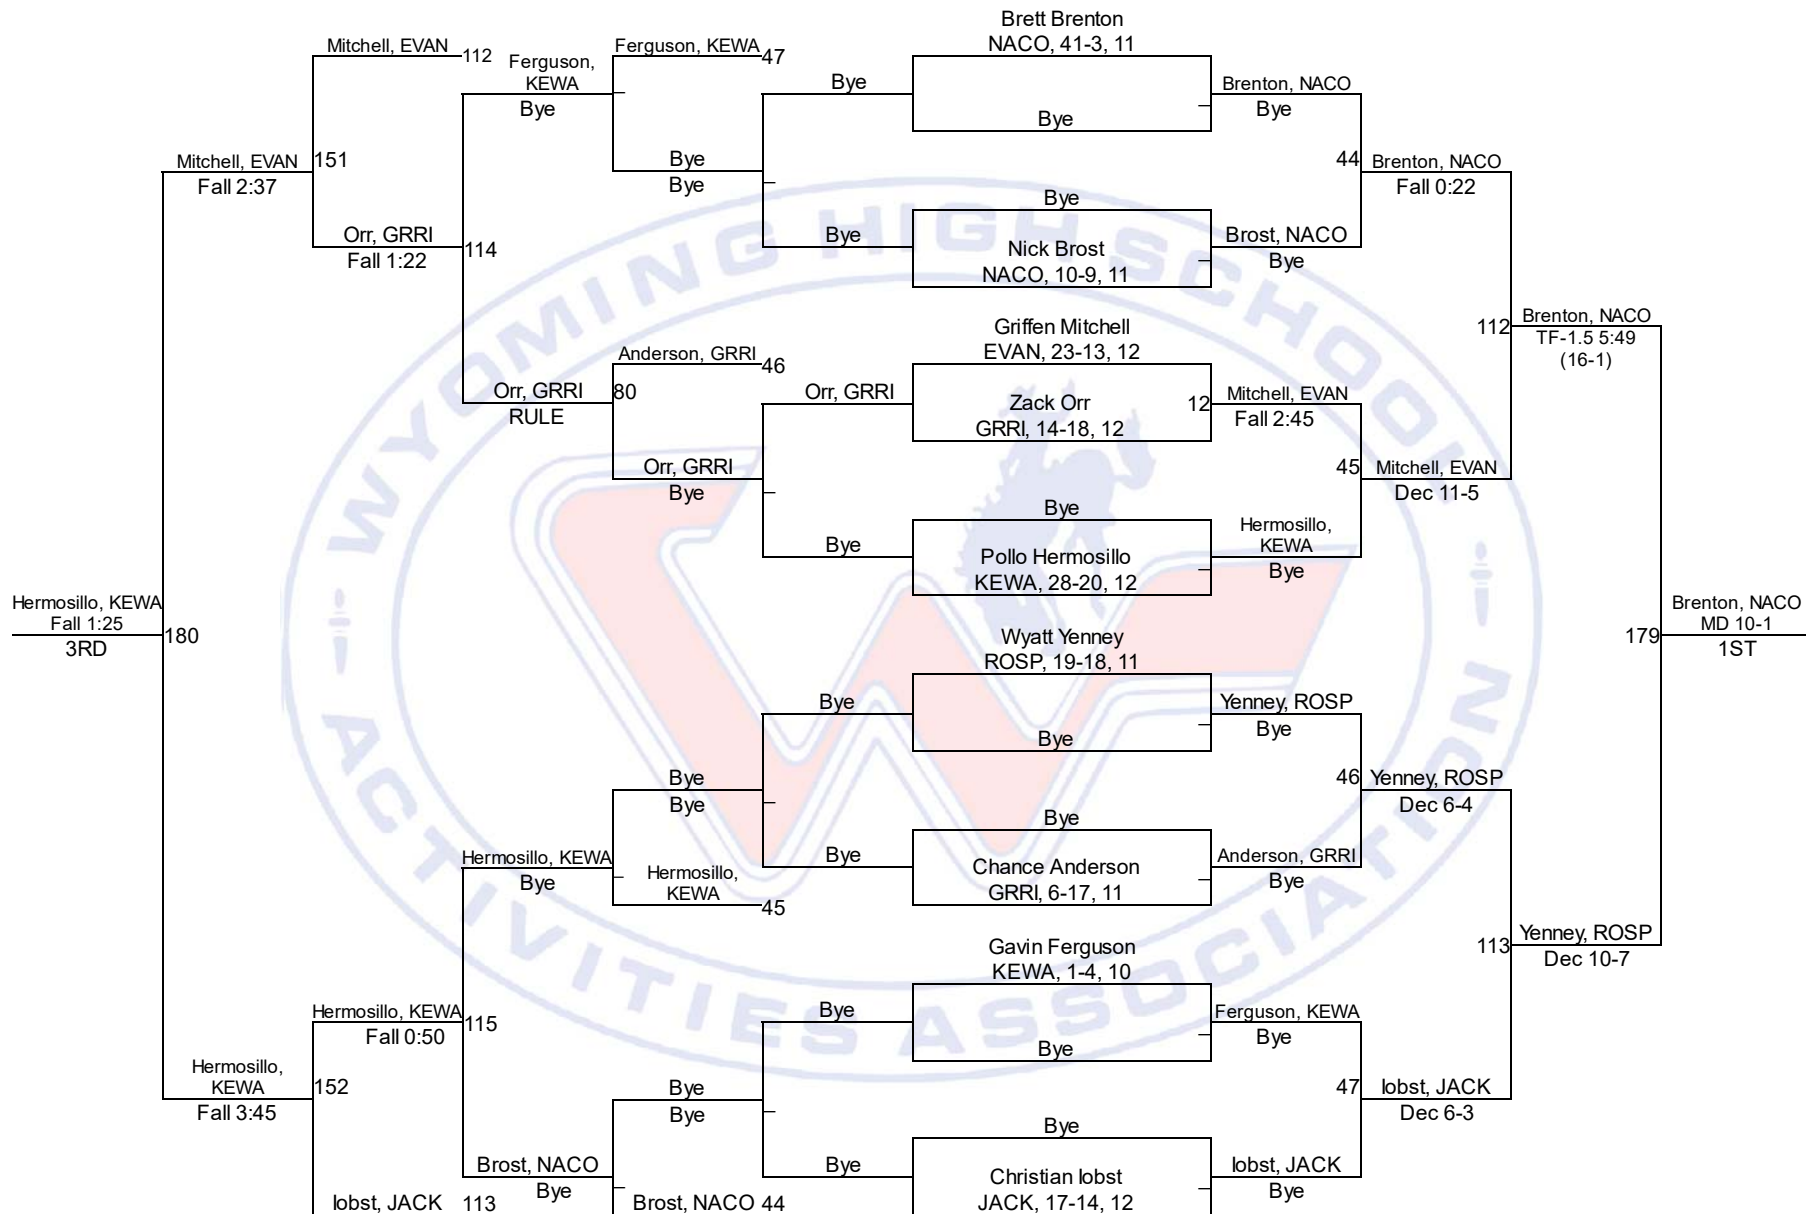 Brett Brenton
NACO, 41-3, 11
Mitchell, EVAN
112
Ferguson, KEWA
47
Ferguson,
KEWA
Bye
Bye
Brenton, NACO
Bye
Bye
Mitchell, EVAN
Fall 2:37
151
Bye
Bye
44
Brenton, NACO
Fall 0:22
Bye
Orr, GRRI
Fall 1:22
114
Bye
Nick Brost
NACO, 10-9, 11
Brost, NACO
Bye
WYOMING HIGH SCHOOL
ACTIVITIES ASSOCIATION
Griffen Mitchell
EVAN, 23-13, 12
112
Brenton, NACO
TF-1.5 5:49
(16-1)
Anderson, GRRI
46
Orr, GRRI
RULE
80
Orr, GRRI
Zack Orr
GRRI, 14-18, 12
12
Mitchell, EVAN
Fall 2:45
Orr, GRRI
Bye
45
Mitchell, EVAN
Dec 11-5
Bye
Bye
Pollo Hermosillo
KEWA, 28-20, 12
Hermosillo,
KEWA
Bye
Hermosillo, KEWA
Fall 1:25
3RD
180
Wyatt Yenney
ROSP, 19-18, 11
179
Brenton, NACO
MD 10-1
1ST
Bye
Bye
Yenney, ROSP
Bye
Bye
Bye
46
Yenney, ROSP
Dec 6-4
Bye
Hermosillo, KEWA
Bye
Hermosillo,
KEWA
45
Bye
Chance Anderson
GRRI, 6-17, 11
Anderson, GRRI
Bye
Gavin Ferguson
KEWA, 1-4, 10
113
Yenney, ROSP
Dec 10-7
Hermosillo, KEWA
Fall 0:50
115
Bye
Bye
Ferguson, KEWA
Bye
Hermosillo,
KEWA
Fall 3:45
152
Bye
Bye
47
Iobst, JACK
Dec 6-3
Bye
Brost, NACO
Bye
Bye
Christian Iobst
JACK, 17-14, 12
Iobst, JACK
Bye
Iobst, JACK
113
Brost, NACO
44